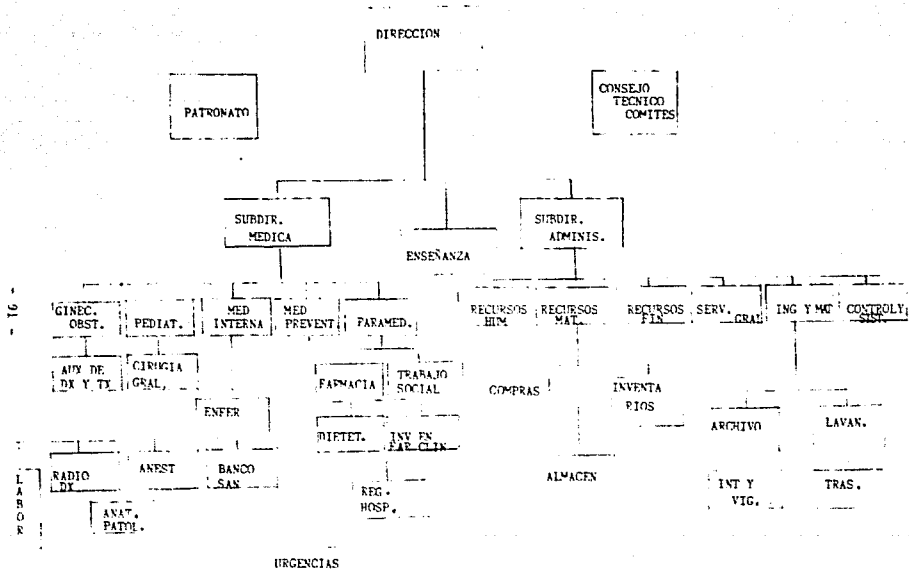 DIRECCION
PATRONATO
CONSEJO
TECNICO
COMITES
SUBDIR.
MEDICA
ENSEÑANZA
SUBDIR.
ADMINIS.
GINEC.
OBST.
PEDIAT.
MED
INTERNA
MED
PREVENT
PARAMED.
RECURSOS
HUM
RECURSOS
MAT.
RECURSOS
FIN
SERV.
GRAL
ING Y MAT
CONTROL Y
SIST.
AUX DE
DX Y TX
CIRUGIA
GRAL,
FARMACIA
TRABAJO
SOCIAL
COMPRAS
INVENTA
RIOS
ENFER
DIETET.
INV EN
FAR CLIN
ARCHIVO
LAVAN.
LABOR
RADIO
DX
ANEST
BANCO
SAN
REG.
HOSP.
ALMACEN
INT Y
VIG.
TRAS.
ANAT.
PATOL.
URGENCIAS
- 91 -